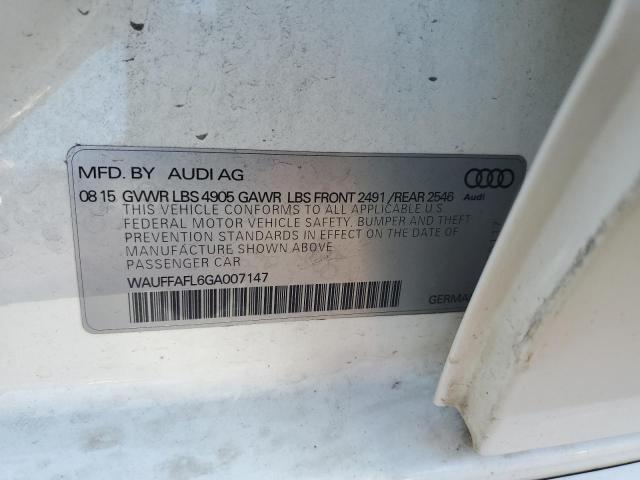 MFD. BY AUDI AG
08 15 GVWR LBS 4905 GAWR LBS FRONT 2491 /REAR 2546
Audi
THIS VEHICLE CONFORMS TO ALL APPLICABLE U S
FEDERAL MOTOR VEHICLE SAFETY. BUMPER AND THEFT
PREVENTION STANDARDS IN EFFECT ON THE DATE OF
MANUFACTURE SHOWN ABOVE
PASSENGER CAR
WAUFFAFL6GA007147